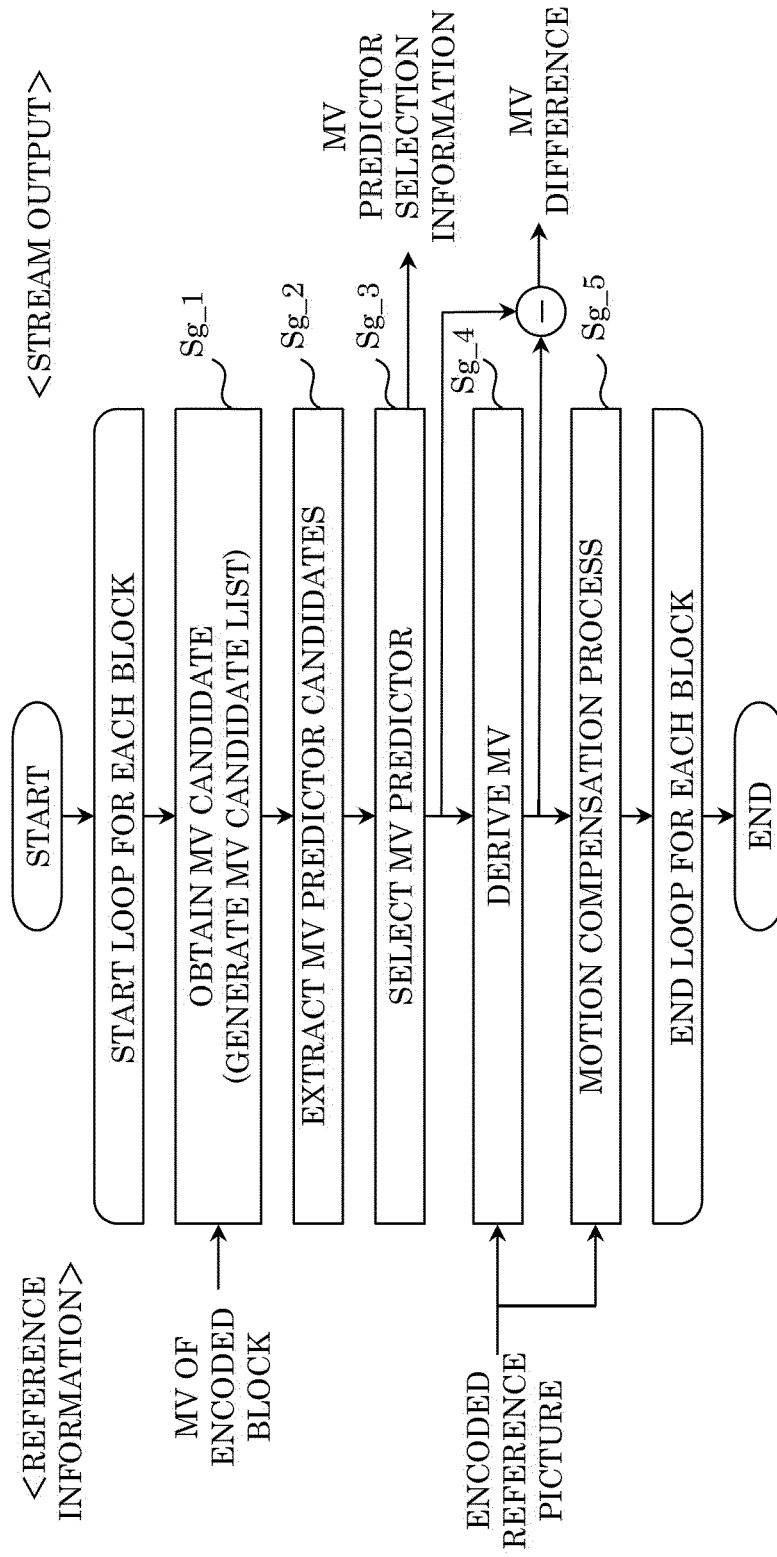 <REFERENCE
INFORMATION>
<STREAM OUTPUT>
START
START LOOP FOR EACH BLOCK
MV OF
ENCODED
BLOCK
OBTAIN MV CANDIDATE
(GENERATE MV CANDIDATE LIST)
Sg_1
EXTRACT MV PREDICTOR CANDIDATES
Sg_2
SELECT MV PREDICTOR
Sg_3
MV
PREDICTOR
SELECTION
INFORMATION
ENCODED
REFERENCE
PICTURE
DERIVE MV
Sg_4
−
MV
DIFFERENCE
MOTION COMPENSATION PROCESS
Sg_5
END LOOP FOR EACH BLOCK
END